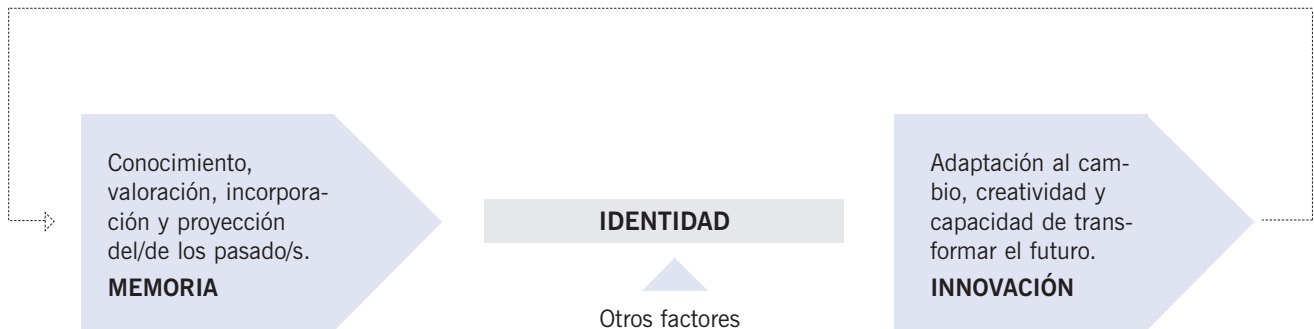 Conocimiento,
valoración, incorpora-
ción y proyección
del/de los pasado/s.
MEMORIA
IDENTIDAD
Otros factores
Adaptación al cam-
bio, creatividad y
capacidad de trans-
formar el futuro.
INNOVACIÓN